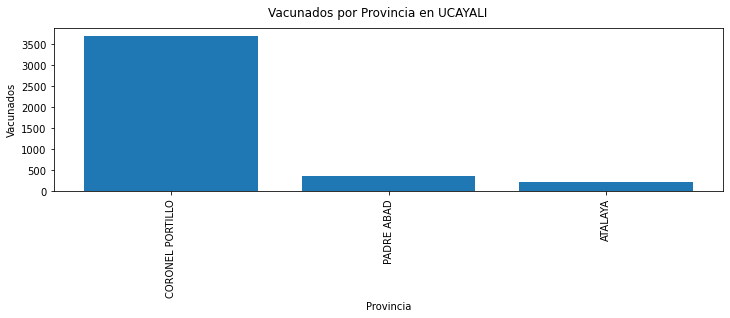 Vacunados por Provincia en UCAYALI
Vacunados
3500
3000
2500
2000
1500
1000
500
0
CORONEL PORTILLO
PADRE ABAD
ATALAYA
Provincia